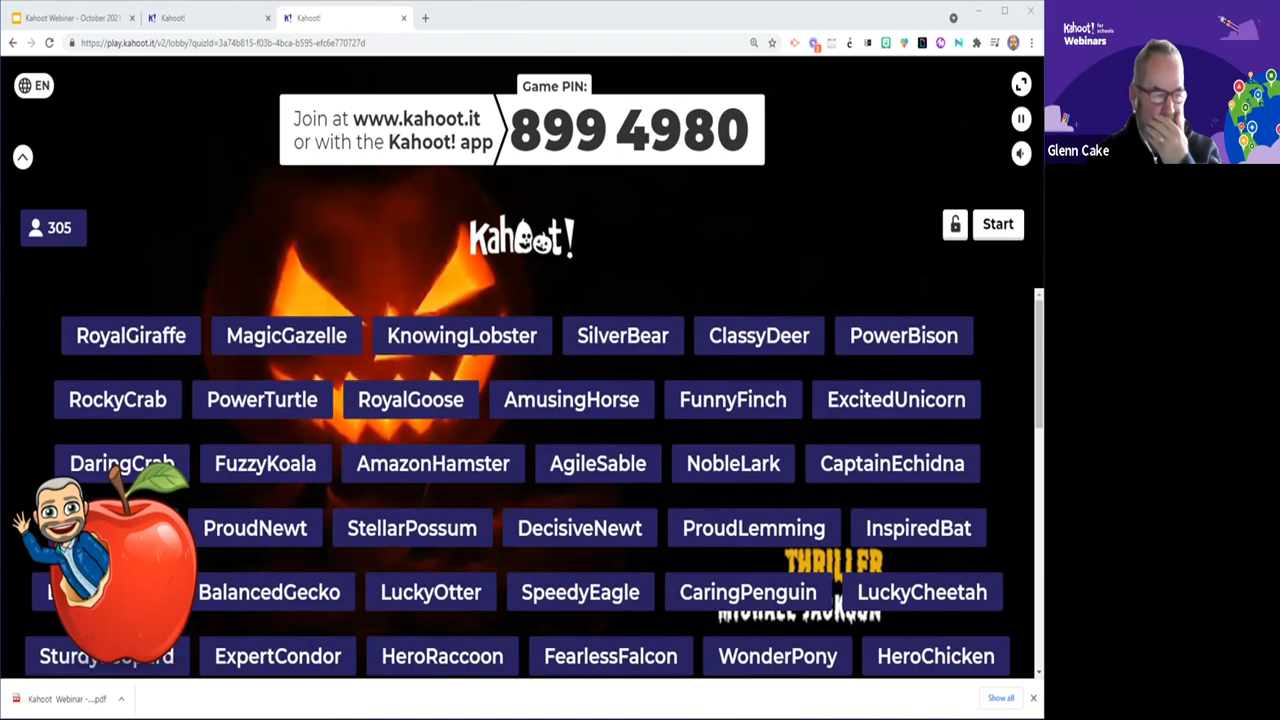 Kahoot Webinar - October 2021
Kahoot!
Kahoot!
https://play.kahoot.it/v2/lobby?quizId=3a74b815-f03b-4bca-b595-efc6e770727d
EN
Game PIN:
Join at www.kahoot.it
or with the Kahoot! app
899 4980
305
Kahoot!
Start
RoyalGiraffe MagicGazelle KnowingLobster SilverBear ClassyDeer PowerBison
RockyCrab PowerTurtle RoyalGoose AmusingHorse FunnyFinch ExcitedUnicorn
DaringCrab FuzzyKoala AmazonHamster AgileSable NobleLark CaptainEchidna
ProudNewt StellarPossum DecisiveNewt ProudLemming InspiredBat
THRILLER
BalancedGecko LuckyOtter SpeedyEagle CaringPenguin LuckyCheetah
MICHAEL JACKSON
ExpertCondor HeroRaccoon FearlessFalcon WonderPony HeroChicken
Kahoot Webinar -....pdf
Show all
Kahoot! for schools
Webinars
Glenn Cake